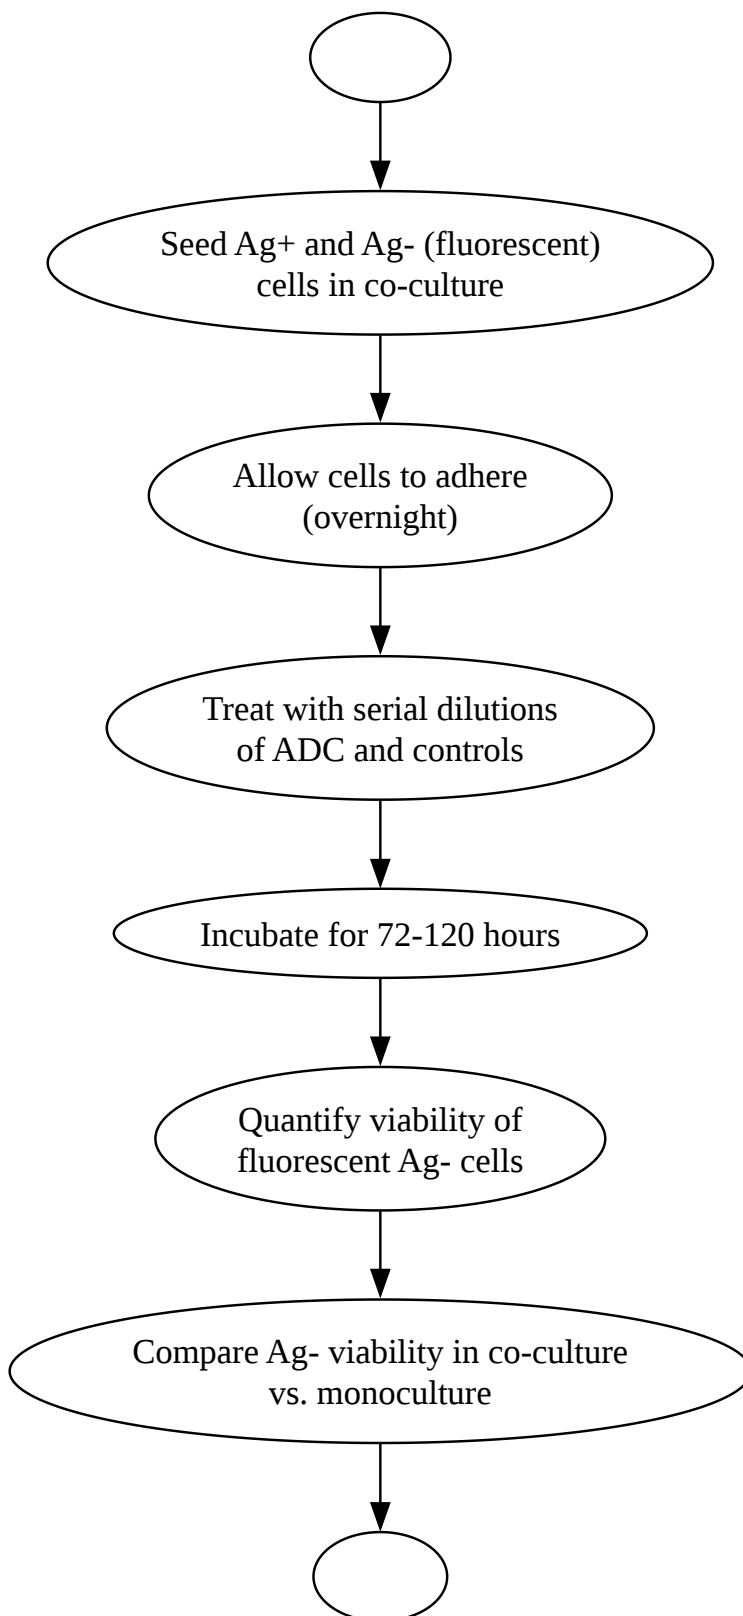 Seed Ag+ and Ag- (fluorescent)
cells in co-culture
Allow cells to adhere
(overnight)
Treat with serial dilutions
of ADC and controls
Incubate for 72-120 hours
Quantify viability of
fluorescent Ag- cells
Compare Ag- viability in co-culture
vs. monoculture